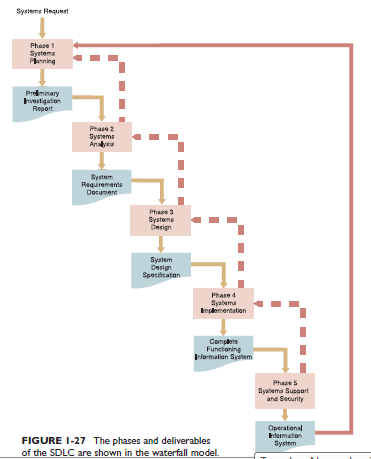 Systems Request
Phase 1
Systems
Planning
Preliminary
Investigation
Report
Phase 2
Systems
Analysis
System
Requirements
Document
Phase 3
Systems
Design
System
Design
Specification
Phase 4
Systems
Implementation
Complete
Functioning
Information System
Phase 5
Systems Support
and Security
Operational
Information
System
FIGURE 1-27 The phases and deliverables
of the SDLC are shown in the waterfall model.